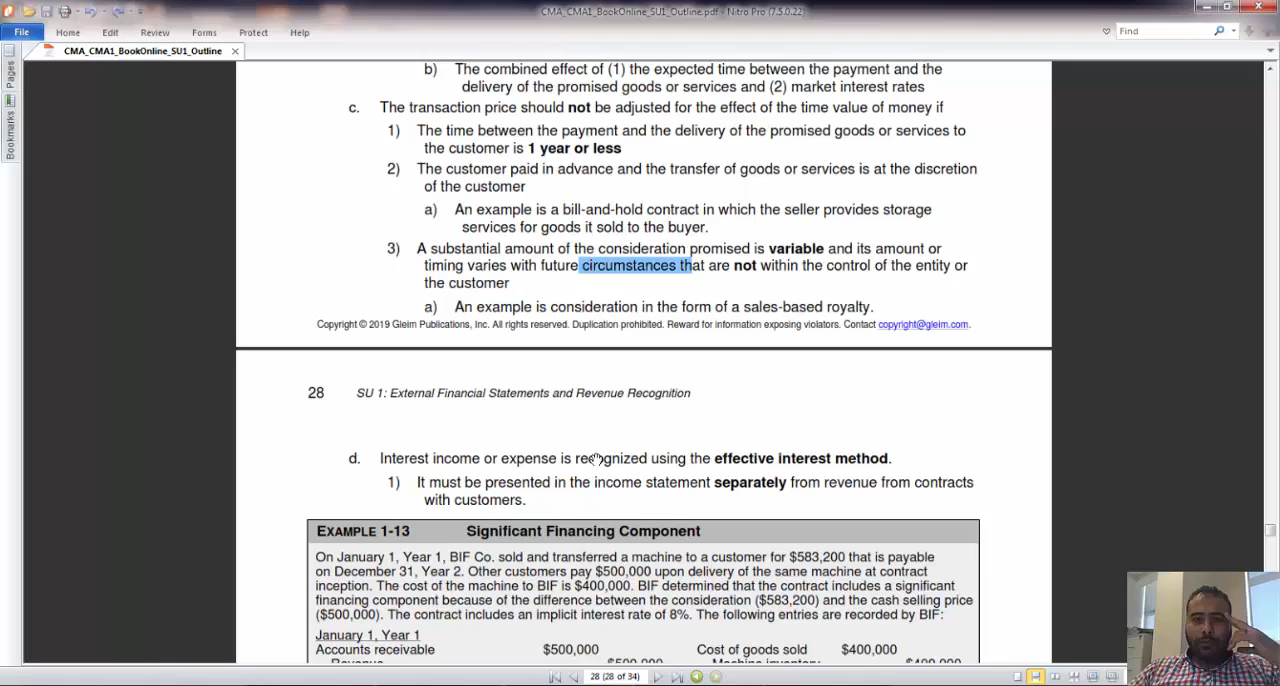 CMA_CMA1_BookOnline_SU1_Outline.pdf - Nitro Pro (7.5.0.22)
File Home Edit Review Forms Protect Help
Find
CMA_CMA1_BookOnline_SU1_Outline
Pages
Bookmarks
b) The combined effect of (1) the expected time between the payment and the
delivery of the promised goods or services and (2) market interest rates
c. The transaction price should not be adjusted for the effect of the time value of money if
1) The time between the payment and the delivery of the promised goods or services to
the customer is 1 year or less
2) The customer paid in advance and the transfer of goods or services is at the discretion
of the customer
a) An example is a bill-and-hold contract in which the seller provides storage
services for goods it sold to the buyer.
3) A substantial amount of the consideration promised is variable and its amount or
timing varies with future circumstances that are not within the control of the entity or
the customer
a) An example is consideration in the form of a sales-based royalty.
Copyright © 2019 Gleim Publications, Inc. All rights reserved. Duplication prohibited. Reward for information exposing violators. Contact copyright@gleim.com.
28 SU 1: External Financial Statements and Revenue Recognition
d. Interest income or expense is recognized using the effective interest method.
1) It must be presented in the income statement separately from revenue from contracts
with customers.
EXAMPLE 1-13 Significant Financing Component
On January 1, Year 1, BIF Co. sold and transferred a machine to a customer for $583,200 that is payable
on December 31, Year 2. Other customers pay $500,000 upon delivery of the same machine at contract
inception. The cost of the machine to BIF is $400,000. BIF determined that the contract includes a significant
financing component because of the difference between the consideration ($583,200) and the cash selling price
($500,000). The contract includes an implicit interest rate of 8%. The following entries are recorded by BIF:
January 1, Year 1
Accounts receivable $500,000 Cost of goods sold $400,000
Revenue $500,000 Machine inventory $400,000
28 (28 of 34)